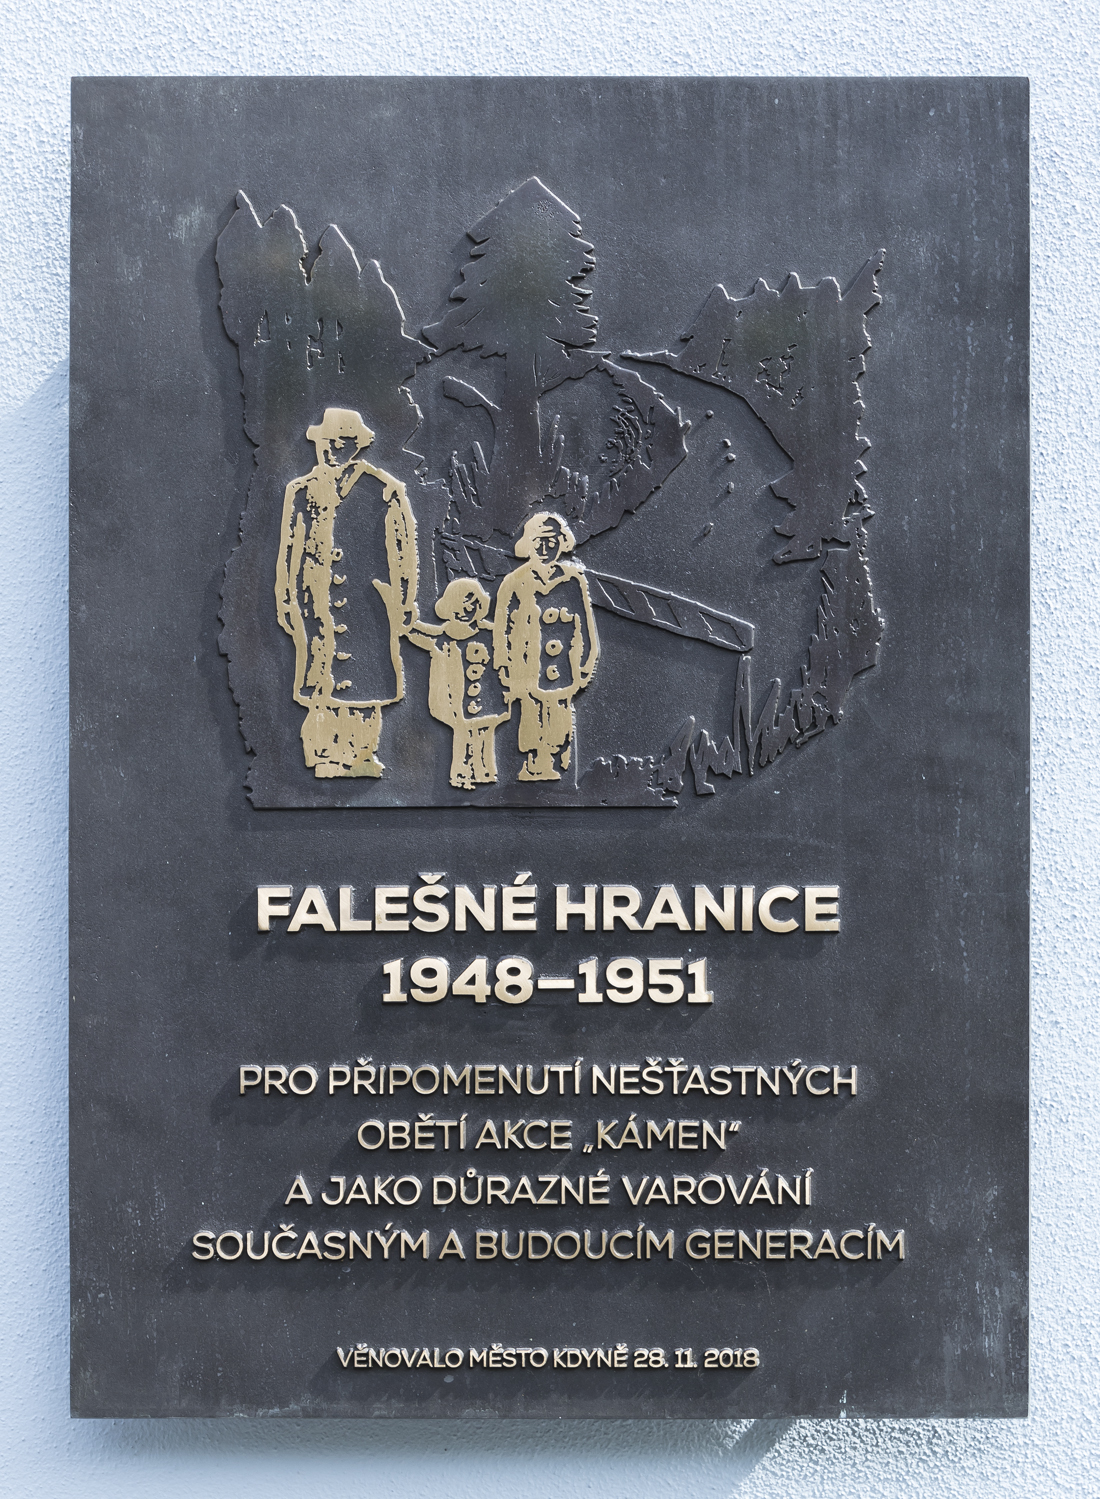 FALEŠNÉ HRANICE
1948–1951
PRO PŘIPOMENUTÍ NEŠŤASTNÝCH
OBĚTÍ AKCE „KÁMEN“
A JAKO DŮRAZNÉ VAROVÁNÍ
SOUČASNÝM A BUDOUCÍM GENERACÍM
VĚNOVALO MĚSTO KDYNĚ 28. 11. 2018